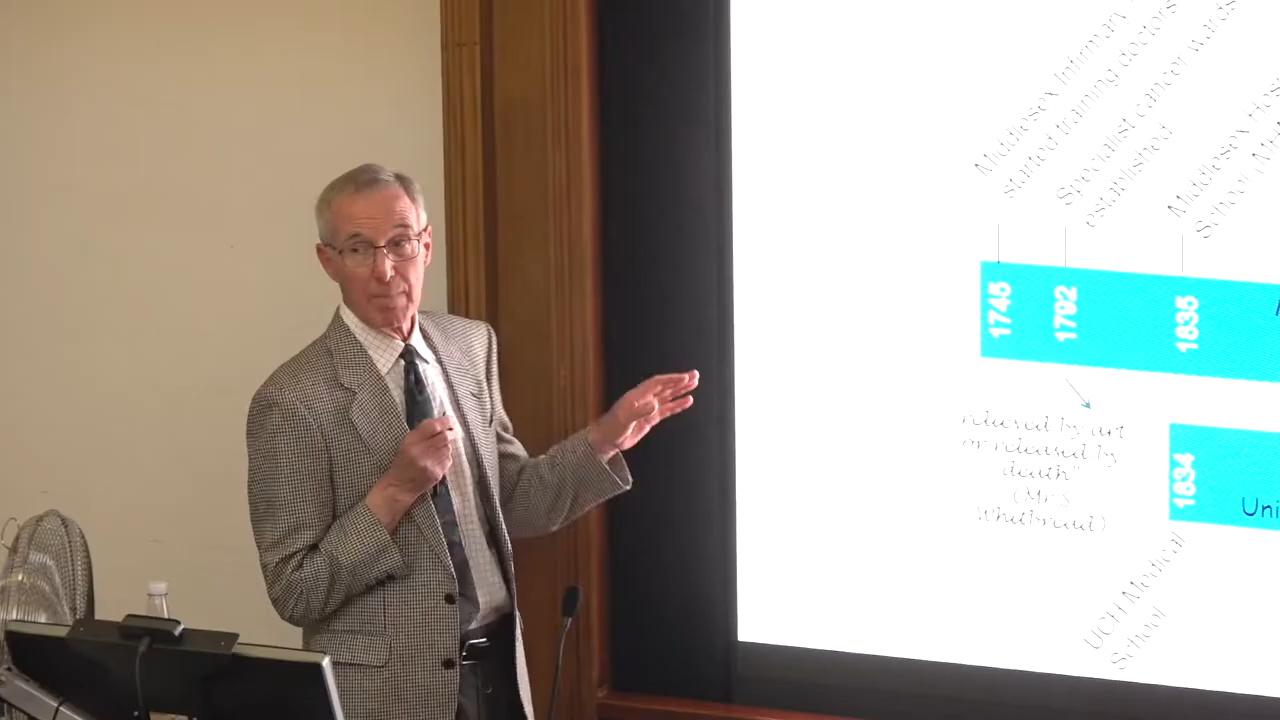 Middlesex Infirmary
started training doctors
Specialist cancer wards
established
Middlesex Hos
School
1745
1792
1835
relieved by art
or released by
death"
(Mrs
Whitbread)
1834
Uni
UCH Medical
School